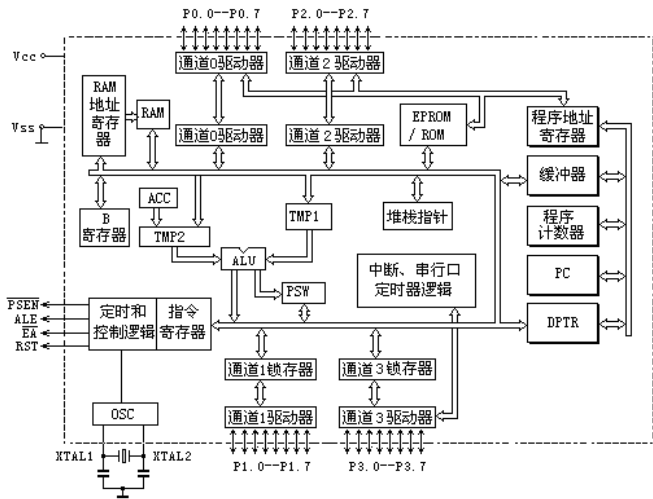 P0.0--P0.7
P2.0--P2.7
Vcc
通道0驱动器
通道2驱动器
RAM
地址
寄存
器
RAM
EPROM
/ ROM
程序地址
寄存器
Vss
通道0驱动器
通道2驱动器
缓冲器
B
寄存器
ACC
TMP2
TMP1
堆栈指针
程序
计数器
ALU
PSW
中断、串行口
定时器逻辑
PC
PSEN
ALE
EA
RST
定时和
控制逻辑
指令
寄存器
DPTR
通道1锁存器
通道3锁存器
OSC
通道1驱动器
通道3驱动器
XTAL1
XTAL2
P1.0--P1.7
P3.0--P3.7